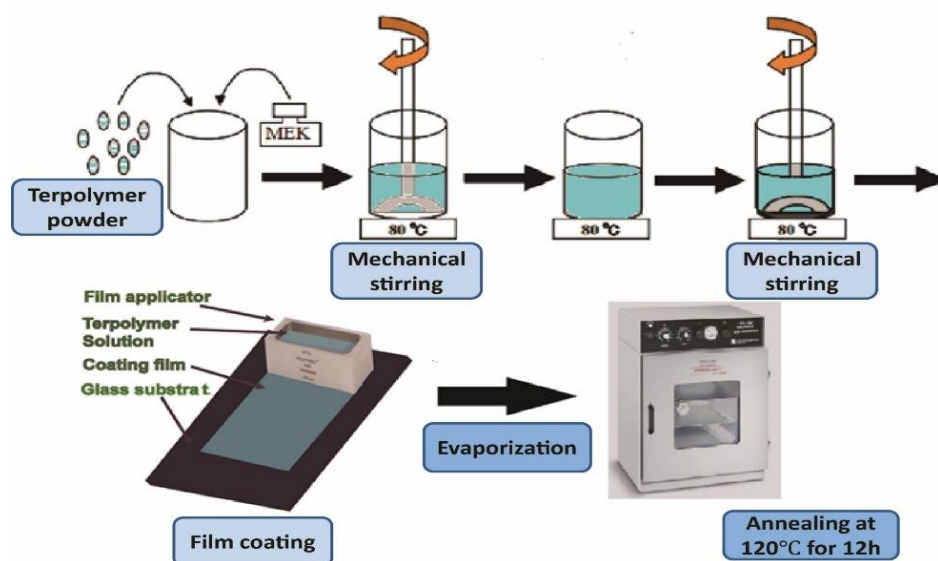 MEK
Terpolymer
powder
80 °C
80 °C
80 °C
Mechanical
stirring
Mechanical
stirring
Film applicator
Terpolymer
Solution
Coating film
Glass substrat
Evaporization
Film coating
Annealing at
120°C for 12h